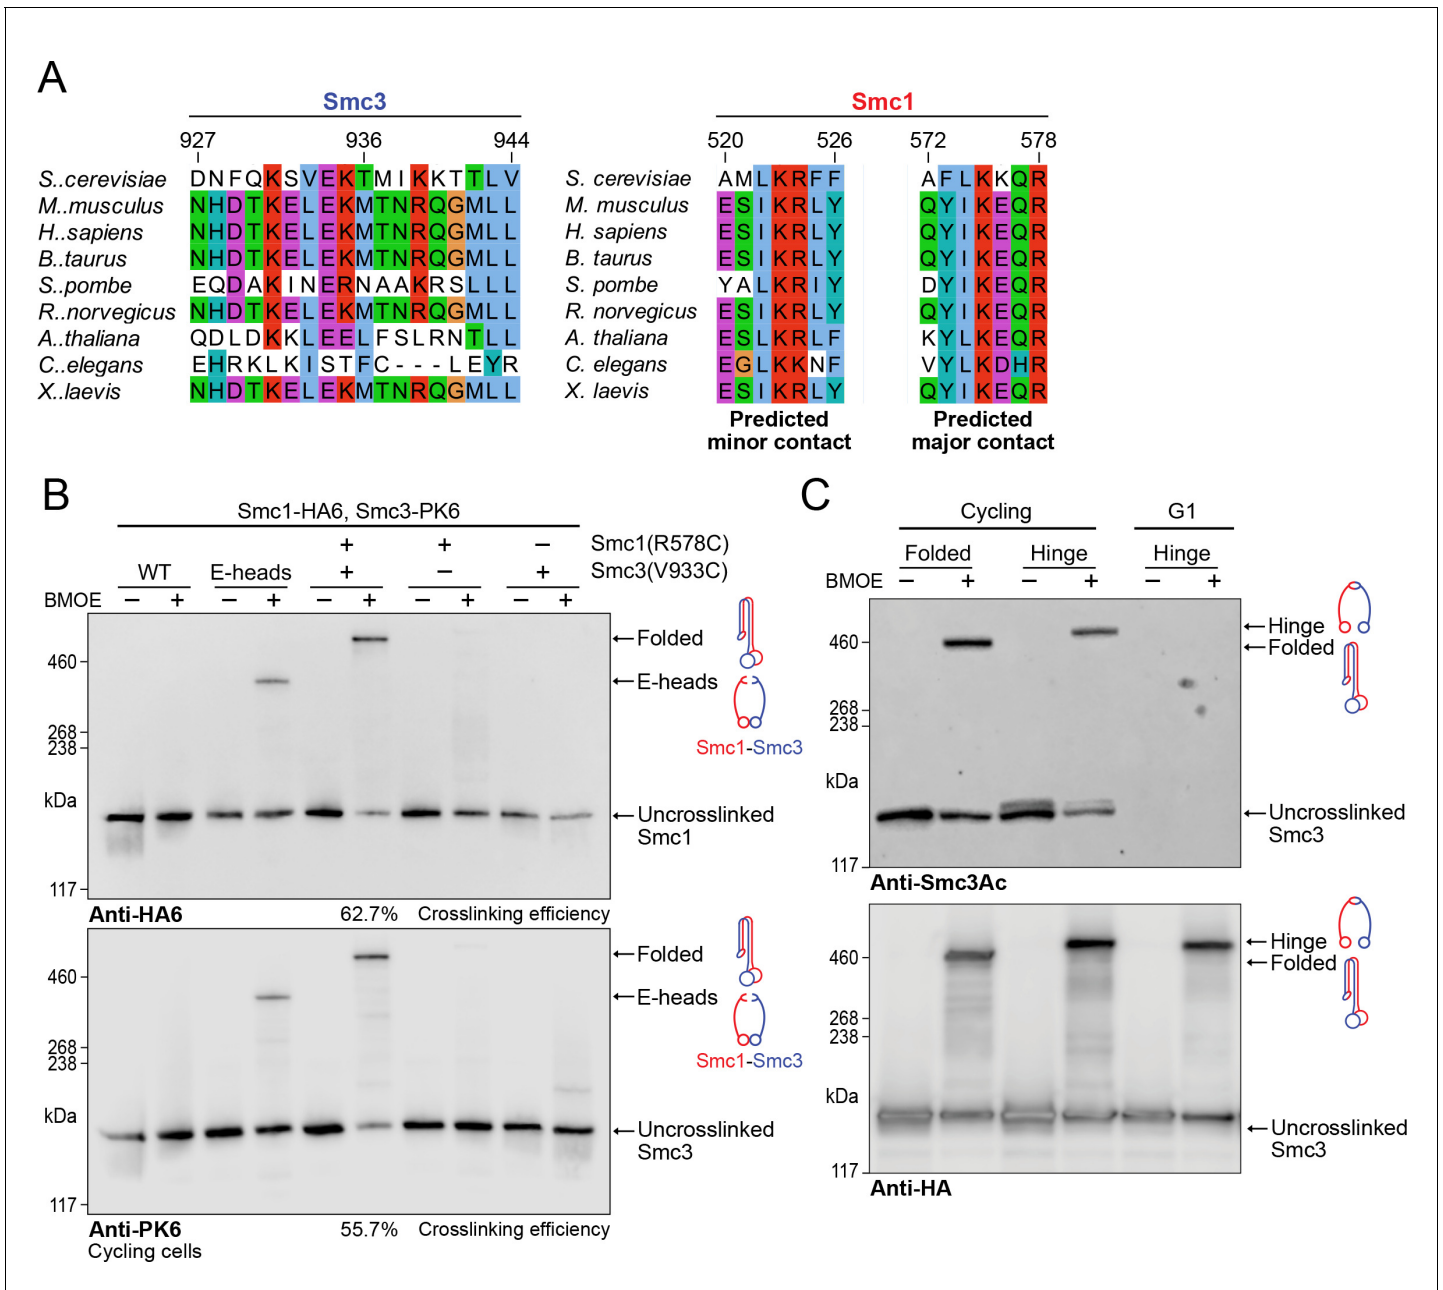 A
Smc3
927 936 944
S..cerevisiae DNFQKSVEKTMIKKTTLV
M..musculus NHDTKELEKMTNRQGMLL
H..sapiens NHDTKELEKMTNRQGMLL
B..taurus NHDTKELEKMTNRQGMLL
S..pombe EQDAKINERNAAKRSLLL
R..norvegicus NHDTKELEKMTNRQGMLL
A..thaliana QDLDKKLEELFSLRNTLL
C..elegans EHRKLKISTFC---LEYR
X..laevis NHDTKELEKMTNRQGMLL
Smc1
520 526 572 578
S. cerevisiae AMLKRFF AFLKKQR
M. musculus ESIKRLY QYIKEQR
H. sapiens ESIKRLY QYIKEQR
B. taurus ESIKRLY QYIKEQR
S. pombe YALKRIY DYIKEQR
R. norvegicus ESIKRLY QYIKEQR
A. thaliana ESLKRLF KYLKEQR
C. elegans EGLKKNF VYLKDHR
X. laevis ESIKRLY QYIKEQR
Predicted minor contact
Predicted major contact
B
Smc1-HA6, Smc3-PK6
+ + − Smc1(R578C)
WT E-heads + − + Smc3(V933C)
BMOE − + − + − + − + − +
460
268
238
kDa
117
Folded
E-heads
Smc1-Smc3
Uncrosslinked
Smc1
Anti-HA6 62.7% Crosslinking efficiency
460
268
238
kDa
117
Folded
E-heads
Smc1-Smc3
Uncrosslinked
Smc3
Anti-PK6 55.7% Crosslinking efficiency
Cycling cells
C
Cycling G1
Folded Hinge Hinge
BMOE − + − + − +
460
268
238
kDa
117
Hinge
Folded
Uncrosslinked
Smc3
Anti-Smc3Ac
460
268
238
kDa
117
Hinge
Folded
Uncrosslinked
Smc3
Anti-HA